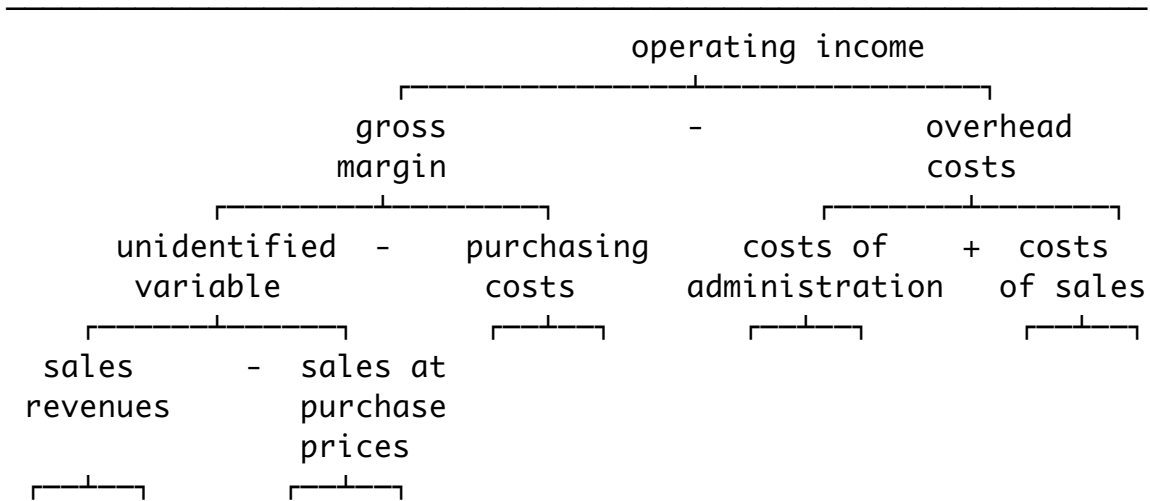 operating income
gross - overhead
margin costs
unidentified - purchasing costs of + costs
variable costs administration of sales
sales - sales at
revenues purchase
prices